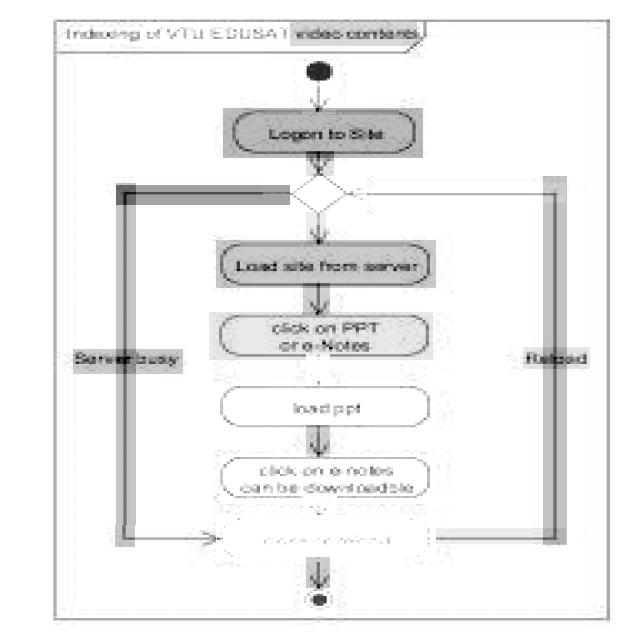 Indexing of VTU EDUSAT video contents
Logon to Site
Load site from server
click on PPT
or e-Notes
Server busy
Reload
load ppt
click on e-notes
can be downloadable